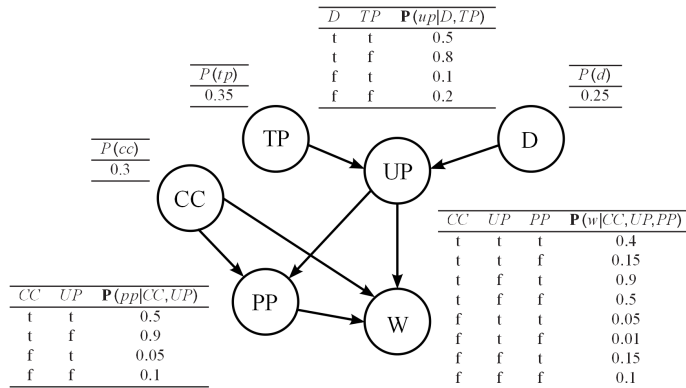 D TP P(up|D,TP)
t t 0.5
t f 0.8
f t 0.1
f f 0.2
P(tp)
0.35
P(d)
0.25
TP
D
UP
P(cc)
0.3
CC
CC UP PP P(w|CC,UP,PP)
t t t 0.4
t t f 0.15
t f t 0.9
t f f 0.5
f t t 0.05
f t f 0.01
f f t 0.15
f f f 0.1
CC UP P(pp|CC,UP)
t t 0.5
t f 0.9
f t 0.05
f f 0.1
PP
W